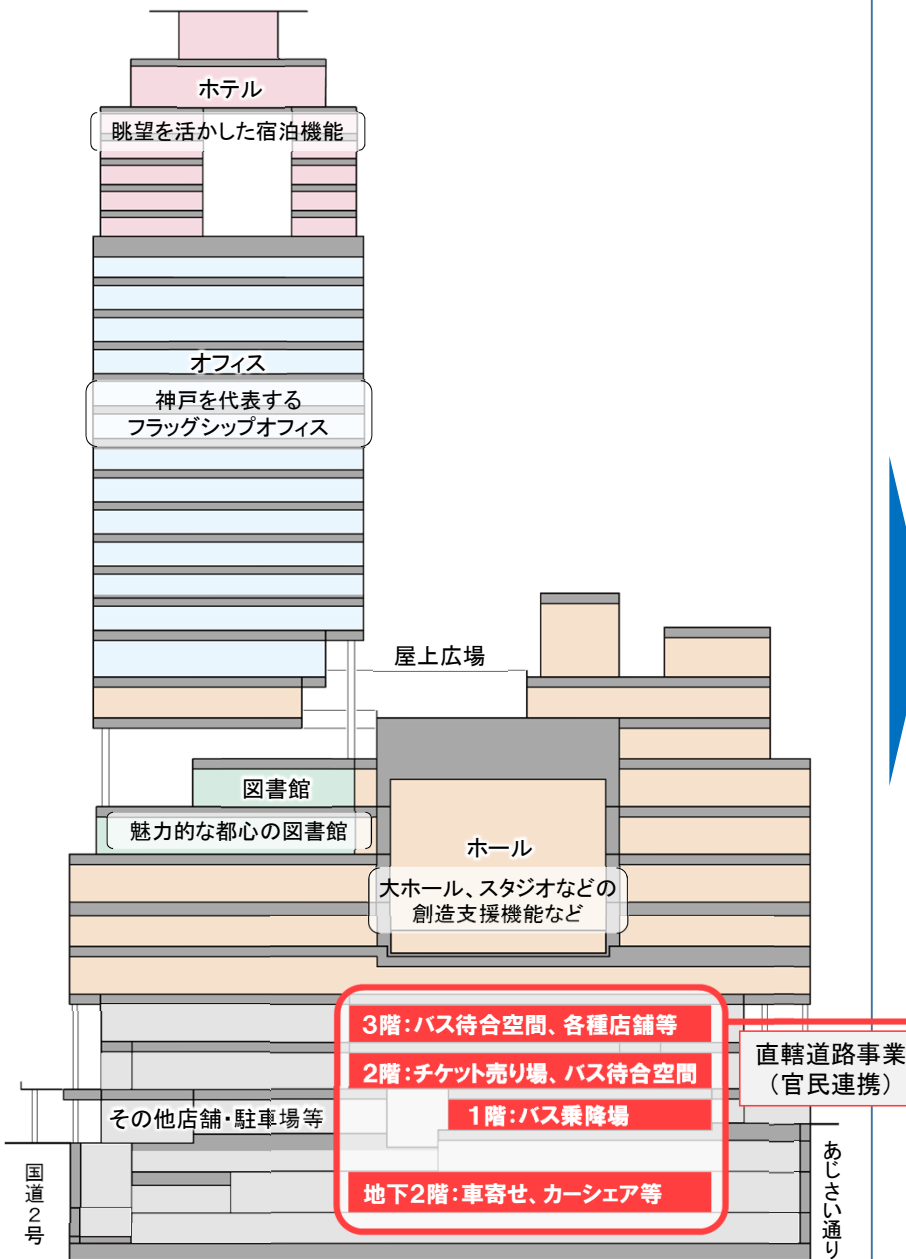 ホテル
眺望を活かした宿泊機能
オフィス
神戸を代表する
フラッグシップオフィス
屋上広場
図書館
魅力的な都心の図書館
ホール
大ホール、スタジオなどの
創造支援機能など
3階:バス待合空間、各種店舗等
2階:チケット売り場、バス待合空間
1階:バス乗降場
地下2階:車寄せ、カーシェア等
直轄道路事業
(官民連携)
その他店舗・駐車場等
国道2号
あじさい通り